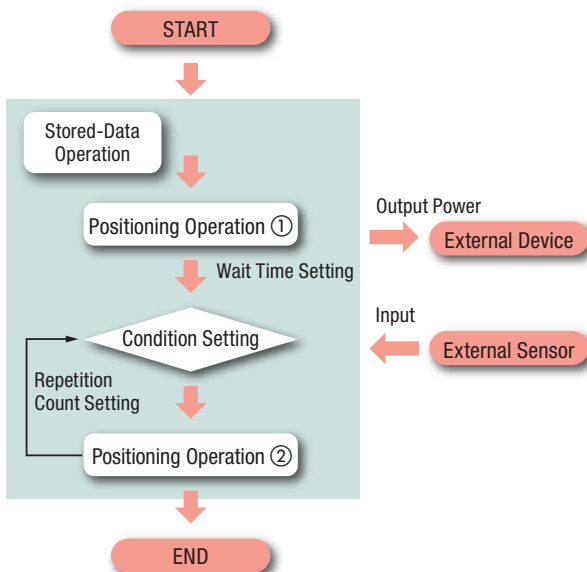 START
Stored-Data
Operation
Positioning Operation ①
Output Power
External Device
Wait Time Setting
Condition Setting
Input
External Sensor
Repetition
Count Setting
Positioning Operation ②
END